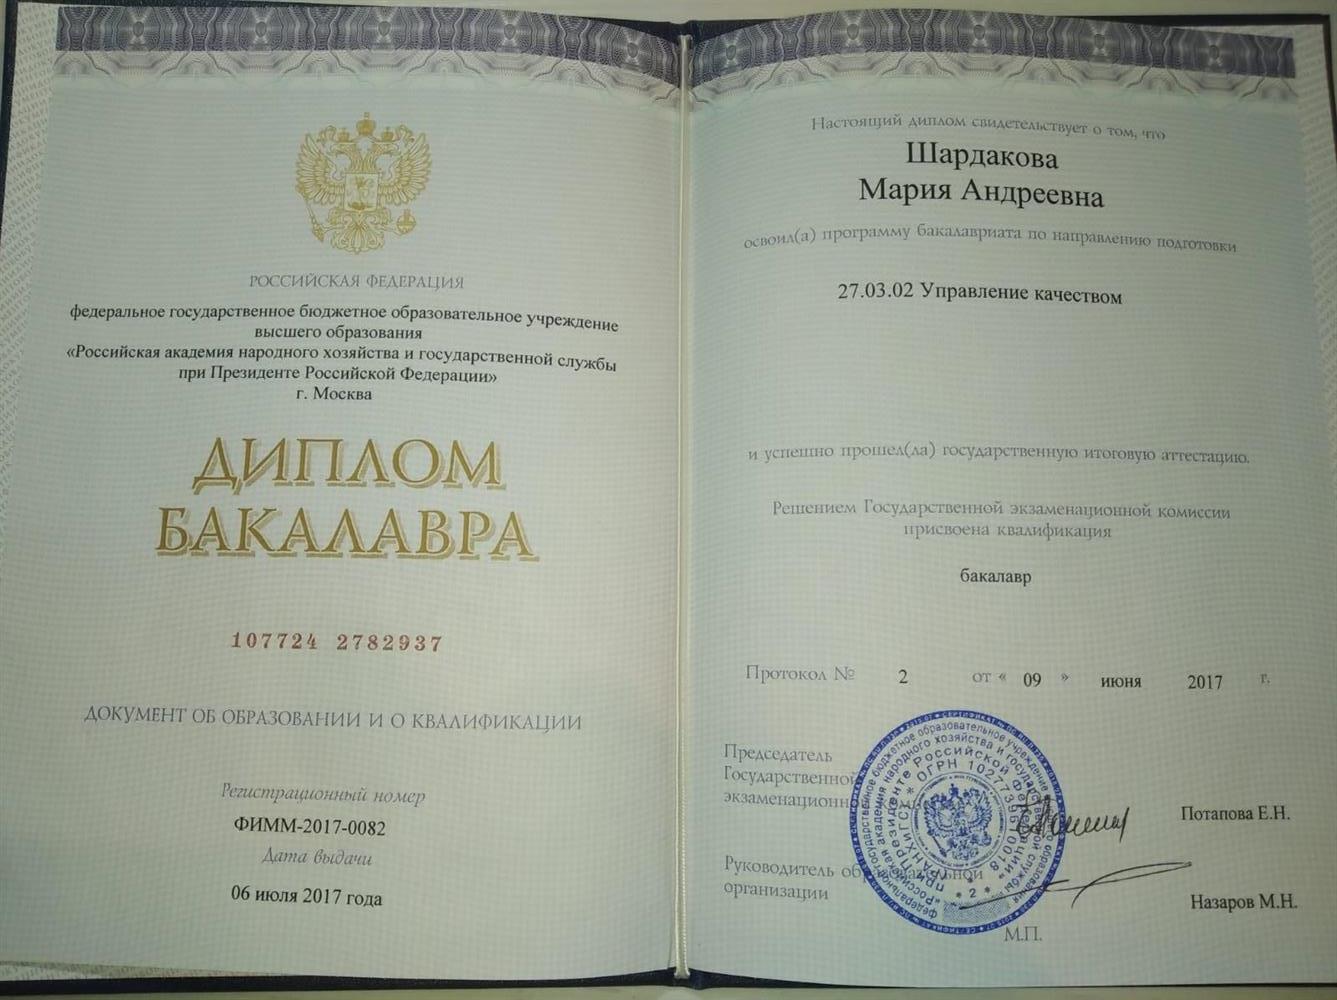 РОССИЙСКАЯ ФЕДЕРАЦИЯ
федеральное государственное бюджетное образовательное учреждение
высшего образования
«Российская академия народного хозяйства и государственной службы
при Президенте Российской Федерации»
г. Москва
ДИПЛОМ
БАКАЛАВРА
107724 2782937
ДОКУМЕНТ ОБ ОБРАЗОВАНИИ И О КВАЛИФИКАЦИИ
Регистрационный номер
ФИММ-2017-0082
Дата выдачи
06 июля 2017 года
Настоящий диплом свидетельствует о том, что
Шардакова
Мария Андреевна
освоил(а) программу бакалавриата по направлению подготовки
27.03.02 Управление качеством
и успешно прошел(ла) государственную итоговую аттестацию.
Решением Государственной экзаменационной комиссии
присвоена квалификация
бакалавр
Протокол № 2 от « 09 » июня 2017 г.
Председатель
Государственной
экзаменационной комиссии
Потапова Е.Н.
Руководитель образовательной
организации
Назаров М.Н.
М.П.